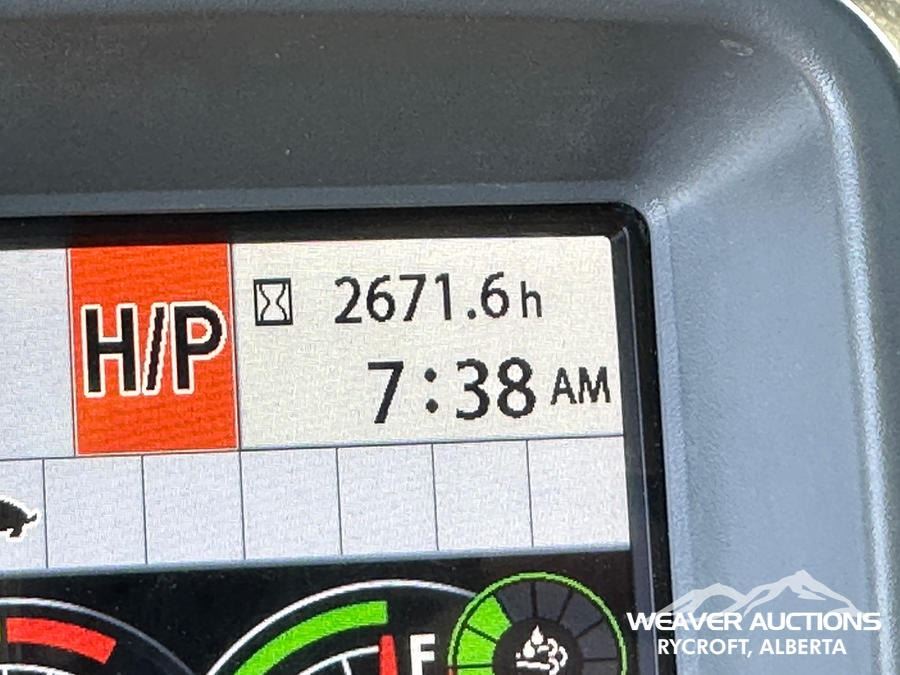 H/P
2671.6h
7:38 AM
F
WEAVER AUCTIONS
RYCROFT, ALBERTA